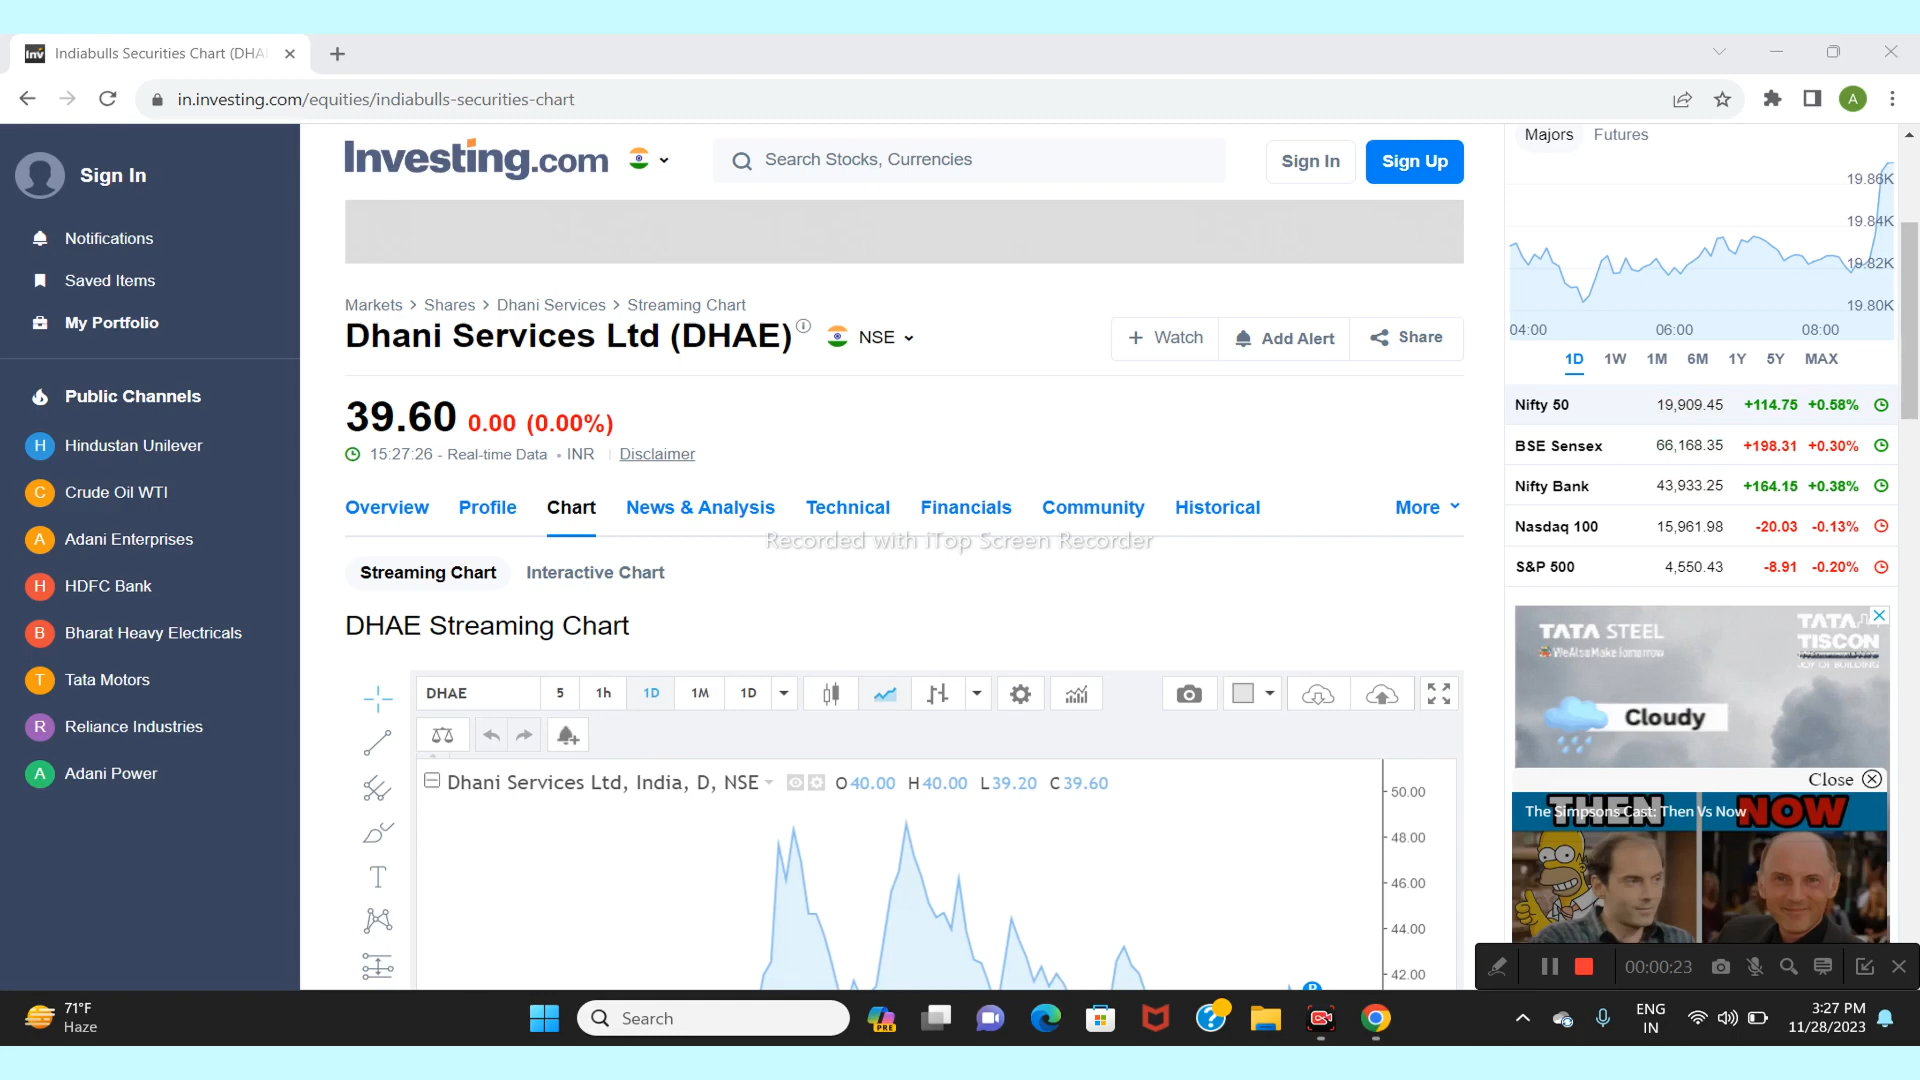 Indiabulls Securities Chart (DHA
in.investing.com/equities/indiabulls-securities-chart
A
Sign In
Notifications
Saved Items
My Portfolio
Public Channels
H Hindustan Unilever
C Crude Oil WTI
A Adani Enterprises
H HDFC Bank
B Bharat Heavy Electricals
T Tata Motors
R Reliance Industries
A Adani Power
Investing.com
Search Stocks, Currencies
Sign In
Sign Up
Markets > Shares > Dhani Services > Streaming Chart
Dhani Services Ltd (DHAE)
NSE
+ Watch
Add Alert
Share
39.60 0.00 (0.00%)
15:27:26 - Real-time Data • INR | Disclaimer
Overview Profile Chart News & Analysis Technical Financials Community Historical More
Recorded with iTop Screen Recorder
Streaming Chart Interactive Chart
DHAE Streaming Chart
DHAE 5 1h 1D 1M 1D
Dhani Services Ltd, India, D, NSE O40.00 H40.00 L39.20 C39.60
50.00
48.00
46.00
44.00
42.00
Majors Futures
19.86K
19.84K
19.82K
19.80K
04:00 06:00 08:00
1D 1W 1M 6M 1Y 5Y MAX
Nifty 50 19,909.45 +114.75 +0.58%
BSE Sensex 66,168.35 +198.31 +0.30%
Nifty Bank 43,933.25 +164.15 +0.38%
Nasdaq 100 15,961.98 -20.03 -0.13%
S&P 500 4,550.43 -8.91 -0.20%
TATA STEEL
#WeAlsoMakeTomorrow
TATA
TISCON
JOY OF BUILDING
Cloudy
Close
THEN NOW
The Simpsons Cast: Then Vs Now
00:00:23
71°F
Haze
Search
PRE
ENG
IN
3:27 PM
11/28/2023